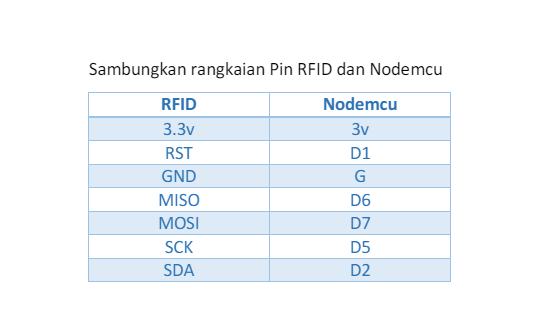 Sambungkan rangkaian Pin RFID dan Nodemcu
RFID Nodemcu
3.3v 3v
RST D1
GND G
MISO D6
MOSI D7
SCK D5
SDA D2